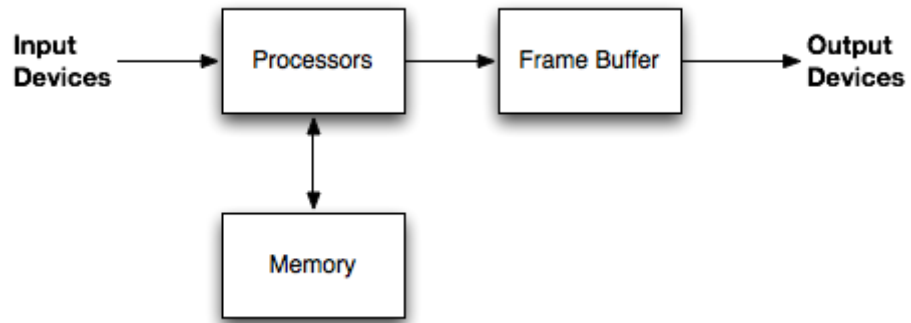 Input
Devices
Processors
Frame Buffer
Output
Devices
Memory